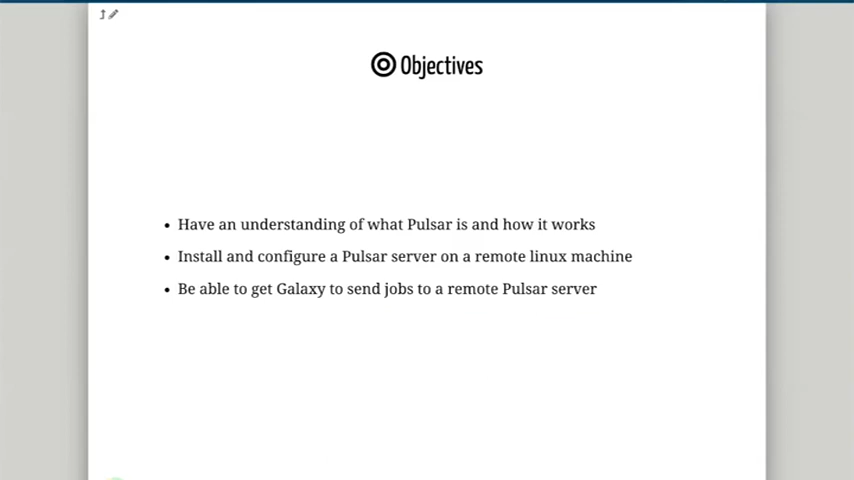 Objectives
Have an understanding of what Pulsar is and how it works
Install and configure a Pulsar server on a remote linux machine
Be able to get Galaxy to send jobs to a remote Pulsar server